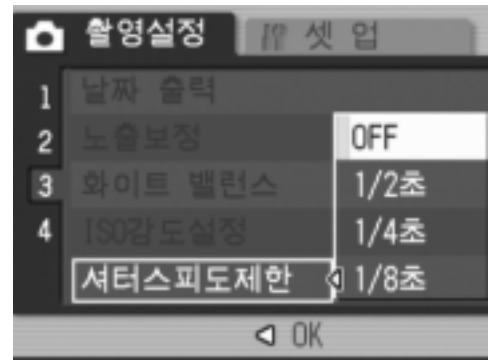 촬영설정 셋 업
1 날짜 출력
2 노출보정 OFF
3 화이트 밸런스 1/2초
4 ISO감도설정 1/4초
셔터스피드제한 1/8초
OK